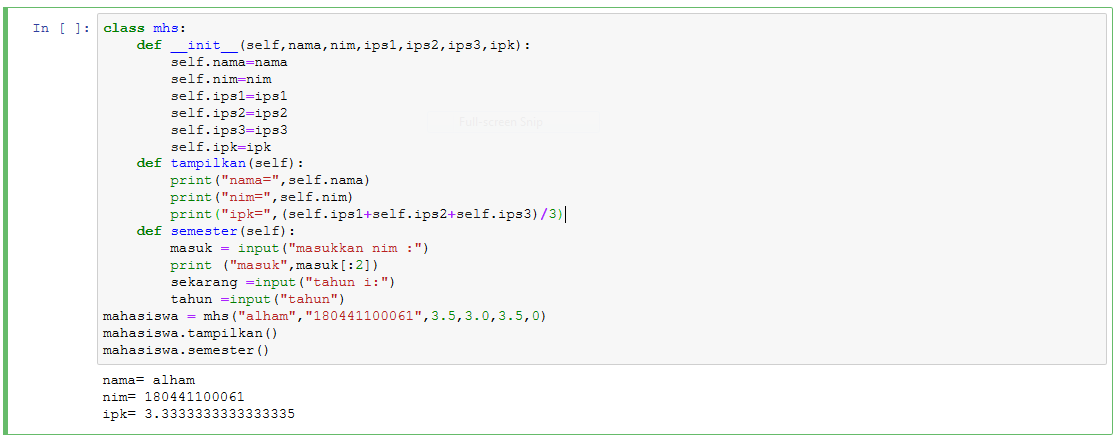 In [ ]: class mhs:
    def __init__(self,nama,nim,ips1,ips2,ips3,ipk):
        self.nama=nama
        self.nim=nim
        self.ips1=ips1
        self.ips2=ips2
        self.ips3=ips3
        self.ipk=ipk
    def tampilkan(self):
        print("nama=",self.nama)
        print("nim=",self.nim)
        print("ipk=",(self.ips1+self.ips2+self.ips3)/3)
    def semester(self):
        masuk = input("masukkan nim :")
        print ("masuk",masuk[:2])
        sekarang =input("tahun i:")
        tahun =input("tahun")
mahasiswa = mhs("alham","180441100061",3.5,3.0,3.5,0)
mahasiswa.tampilkan()
mahasiswa.semester()
Full-screen Snip
nama= alham
nim= 180441100061
ipk= 3.3333333333333335